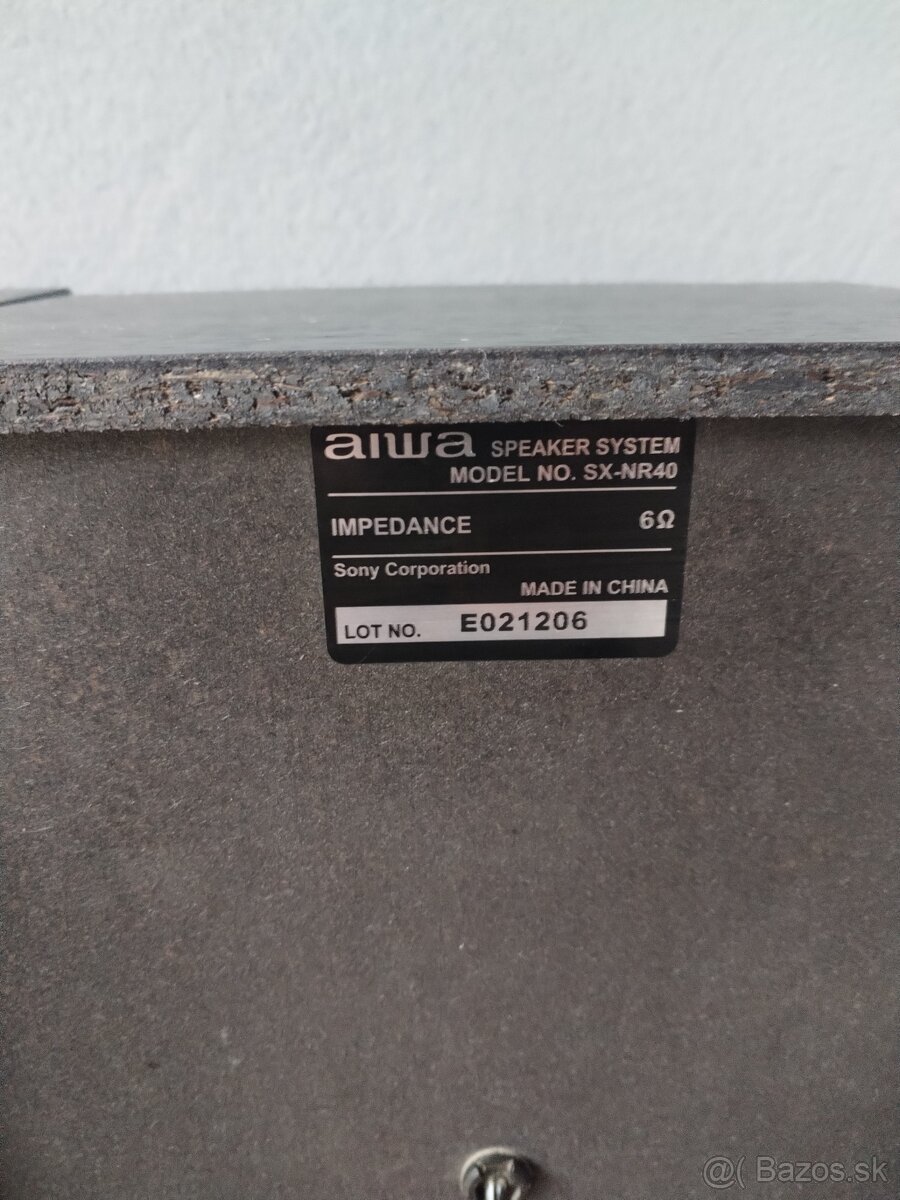 aiwa SPEAKER SYSTEM
MODEL NO. SX-NR40
IMPEDANCE 6Ω
Sony Corporation
MADE IN CHINA
LOT NO. E021206
@( Bazos.sk